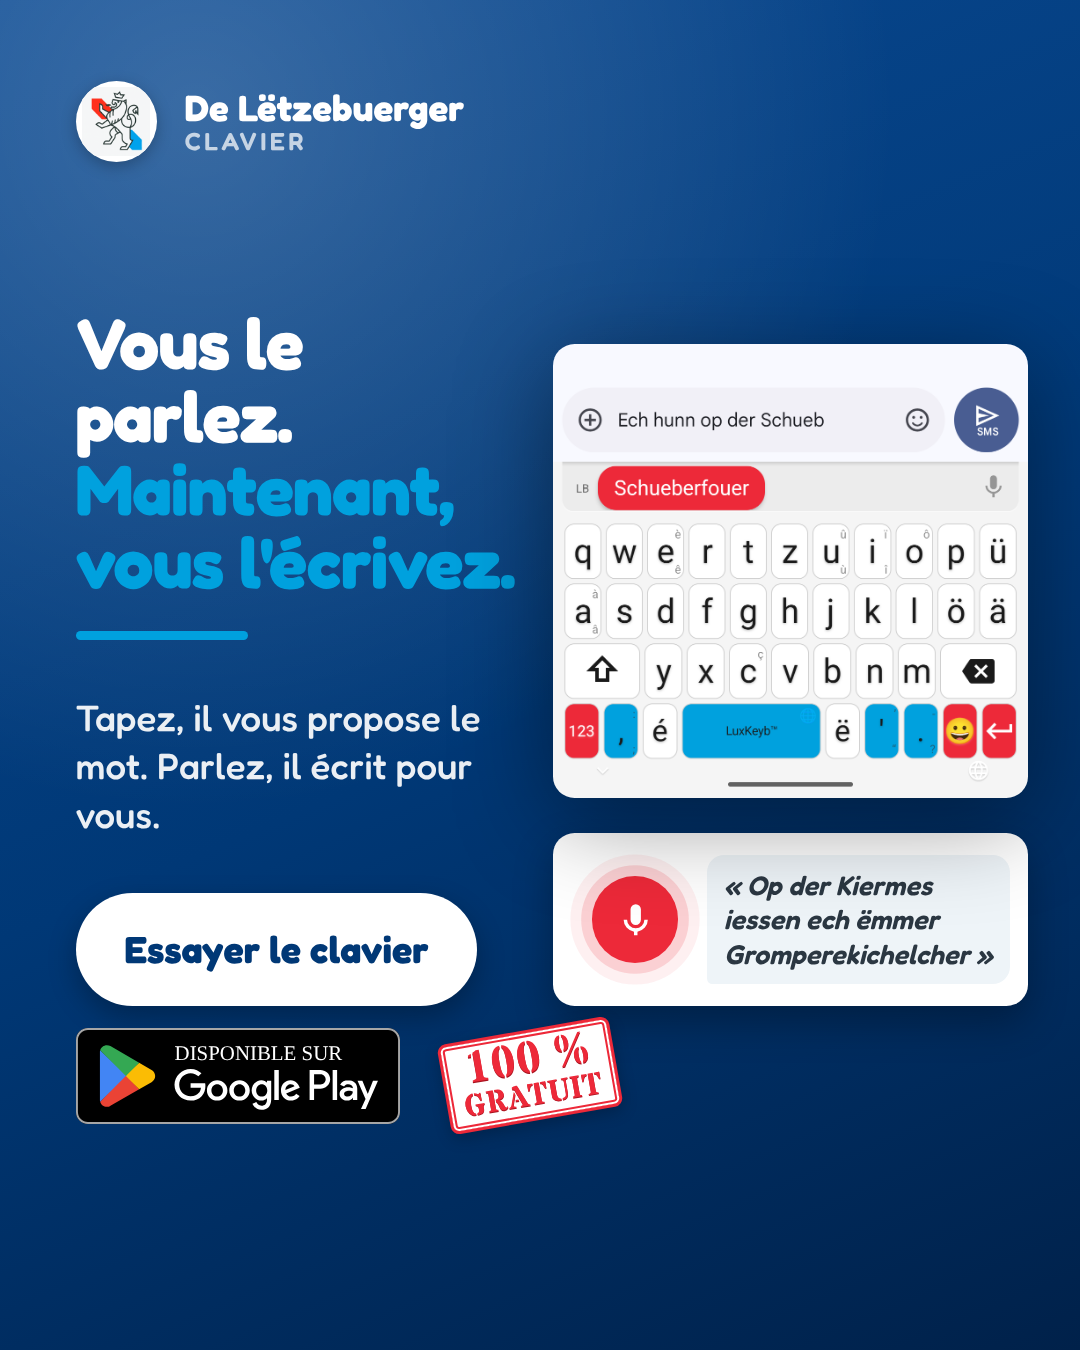 De Lëtzebuerger
CLAVIER
Vous le
parlez.
Maintenant,
vous l'écrivez.
Tapez, il vous propose le
mot. Parlez, il écrit pour
vous.
Essayer le clavier
DISPONIBLE SUR
Google Play
100 %
GRATUIT
Ech hunn op der Schueb
SMS
LB Schueberfouer
q w e è ê r t z u û ù i ï î o ô p ü
a à â s d f g h j k l ö ä
y x c ç v b n m
123 , é LuxKeyb™ ë ' . ?
« Op der Kiermes
iessen ech ëmmer
Gromperekichelcher »